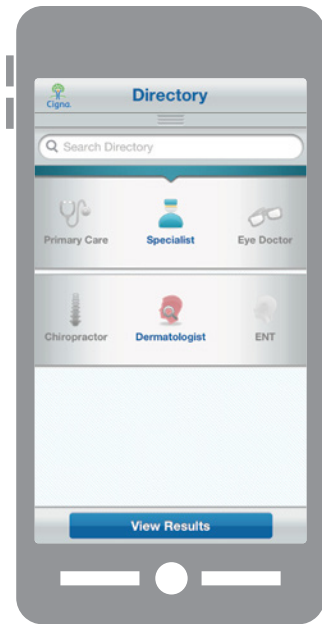 Cigna.
Directory
Search Directory
Primary Care Specialist Eye Doctor
Chiropractor Dermatologist ENT
View Results